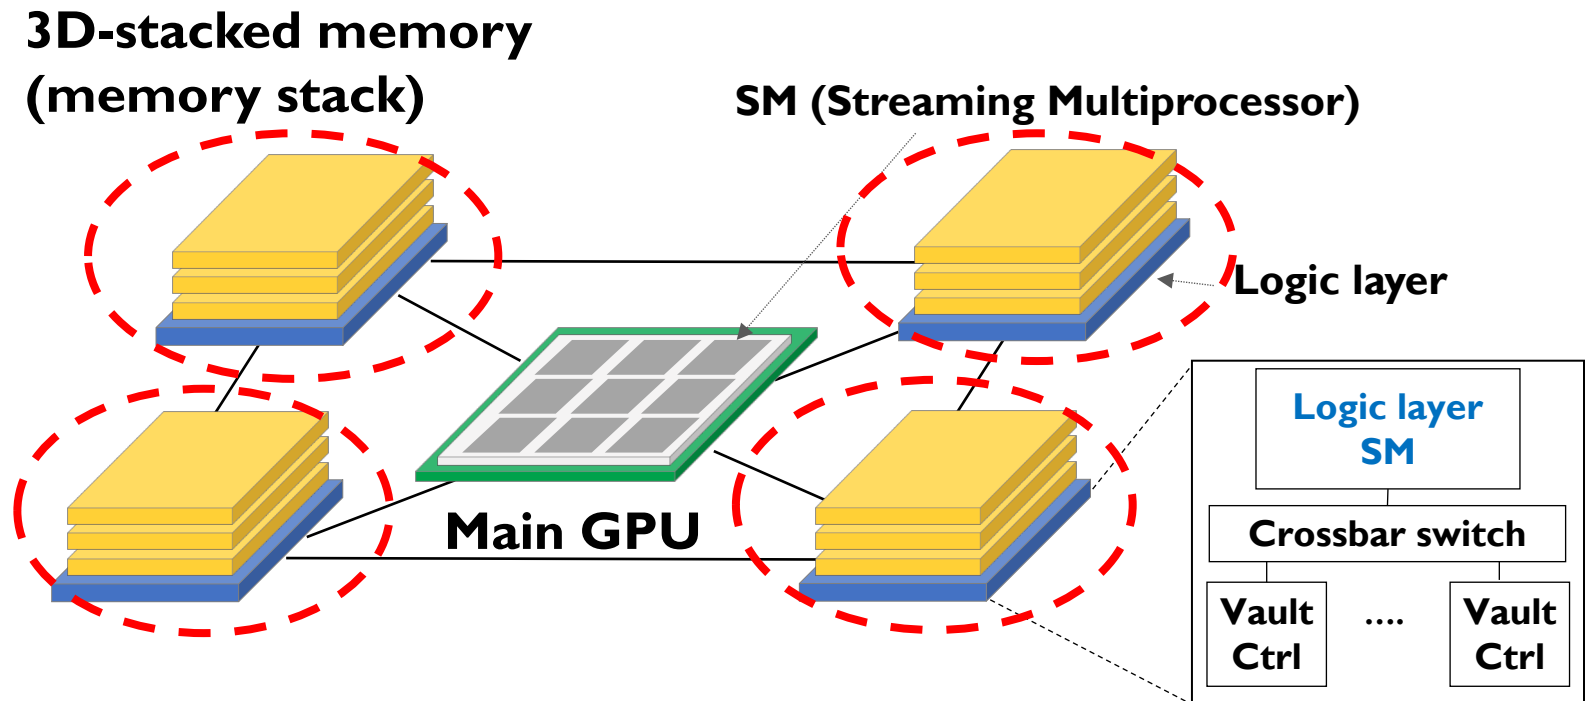 3D-stacked memory
(memory stack)
SM (Streaming Multiprocessor)
Logic layer
Main GPU
Logic layer
SM
Crossbar switch
Vault
Ctrl
....
Vault
Ctrl